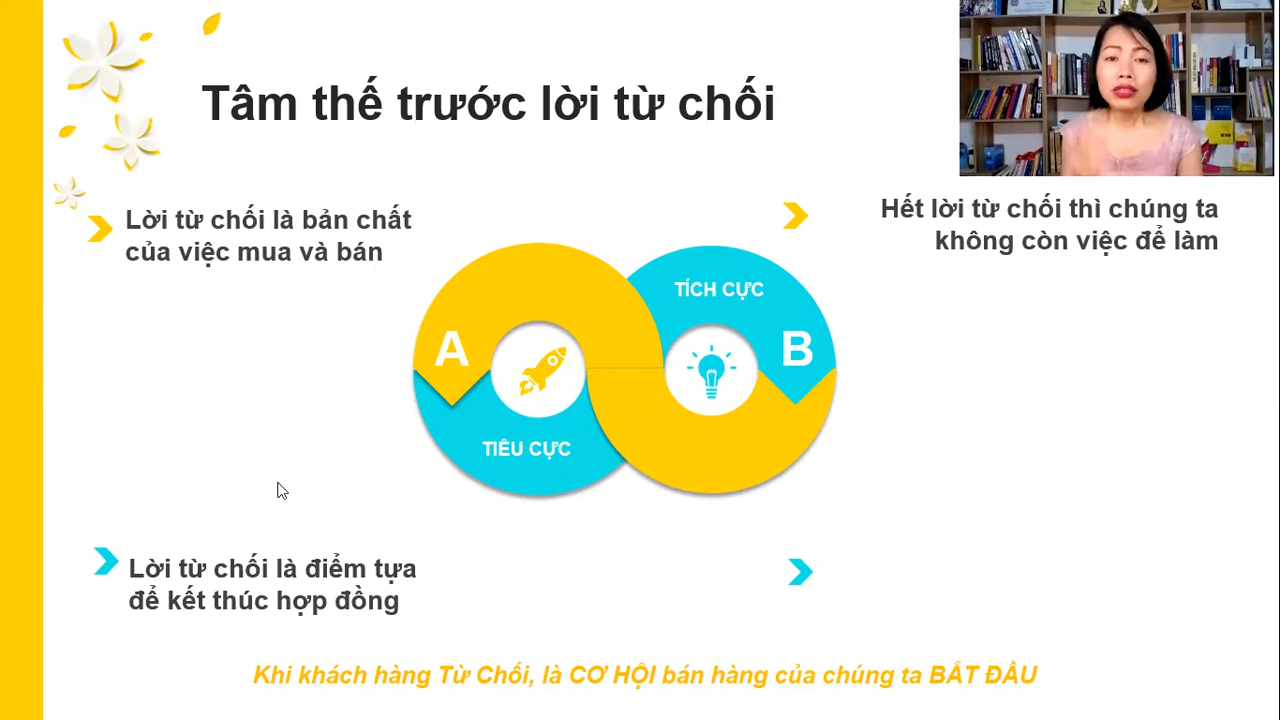 Tâm thế trước lời từ chối
Lời từ chối là bản chất
của việc mua và bán
Hết lời từ chối thì chúng ta
không còn việc để làm
TÍCH CỰC
A
B
TIÊU CỰC
Lời từ chối là điểm tựa
để kết thúc hợp đồng
Khi khách hàng Từ Chối, là CƠ HỘI bán hàng của chúng ta BẮT ĐẦU